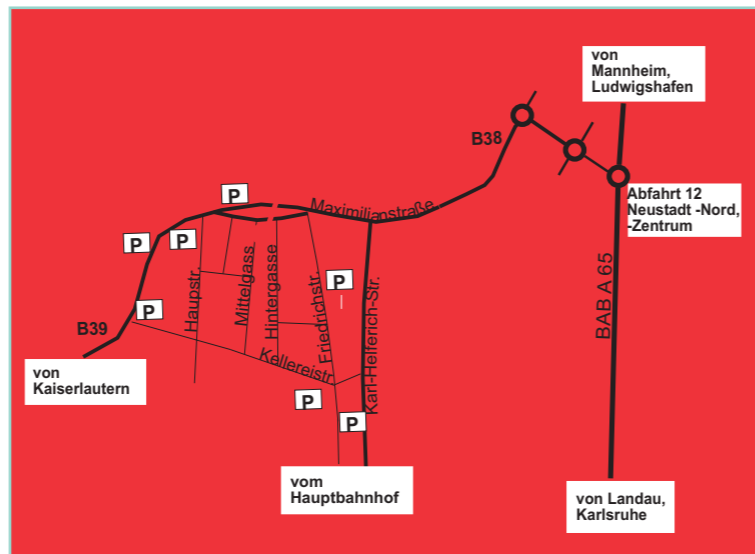 von
Mannheim,
Ludwigshafen
B38
P
Maximilianstraße
Abfahrt 12
Neustadt -Nord,
-Zentrum
P
P
P
P
Haupstr.
Mittelgass
Hintergasse
Friedrichstr.
Karl-Helferich-Str.
BAB A 65
B39
Kellereistr.
von
Kaiserlautern
P
P
vom
Hauptbahnhof
von Landau,
Karlsruhe